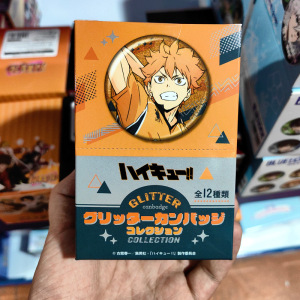 ハイキュー!!
全12種類
GLITTER
canbadge
グリッターカンバッジ
コレクション
COLLECTION